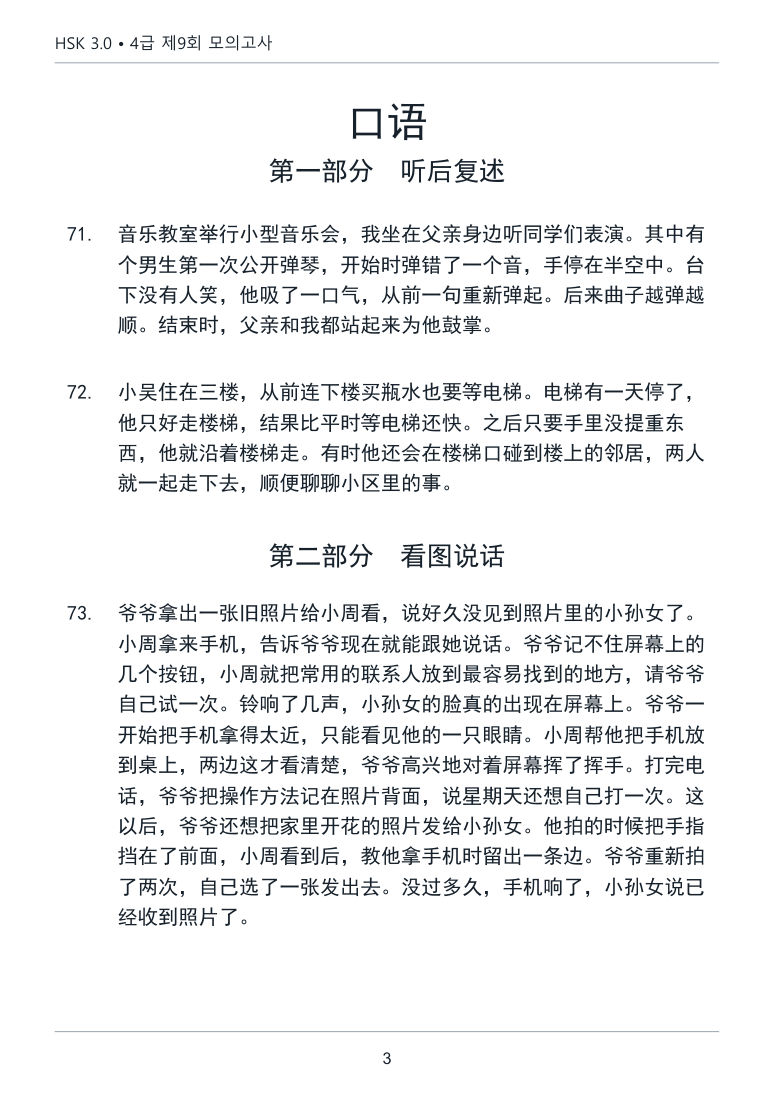 HSK 3.0 • 4급 제9회 모의고사
口语
第一部分　听后复述
71. 音乐教室举行小型音乐会，我坐在父亲身边听同学们表演。其中有
个男生第一次公开弹琴，开始时弹错了一个音，手停在半空中。台
下没有人笑，他吸了一口气，从前一句重新弹起。后来曲子越弹越
顺。结束时，父亲和我都站起来为他鼓掌。
72. 小吴住在三楼，从前连下楼买瓶水也要等电梯。电梯有一天停了，
他只好走楼梯，结果比平时等电梯还快。之后只要手里没提重东
西，他就沿着楼梯走。有时他还会在楼梯口碰到楼上的邻居，两人
就一起走下去，顺便聊聊小区里的事。
第二部分　看图说话
73. 爷爷拿出一张旧照片给小周看，说好久没见到照片里的小孙女了。
小周拿来手机，告诉爷爷现在就能跟她说话。爷爷记不住屏幕上的
几个按钮，小周就把常用的联系人放到最容易找到的地方，请爷爷
自己试一次。铃响了几声，小孙女的脸真的出现在屏幕上。爷爷一
开始把手机拿得太近，只能看见他的一只眼睛。小周帮他把手机放
到桌上，两边这才看清楚，爷爷高兴地对着屏幕挥了挥手。打完电
话，爷爷把操作方法记在照片背面，说星期天还想自己打一次。这
以后，爷爷还想把家里开花的照片发给小孙女。他拍的时候把手指
挡在了前面，小周看到后，教他拿手机时留出一条边。爷爷重新拍
了两次，自己选了一张发出去。没过多久，手机响了，小孙女说已
经收到照片了。
3